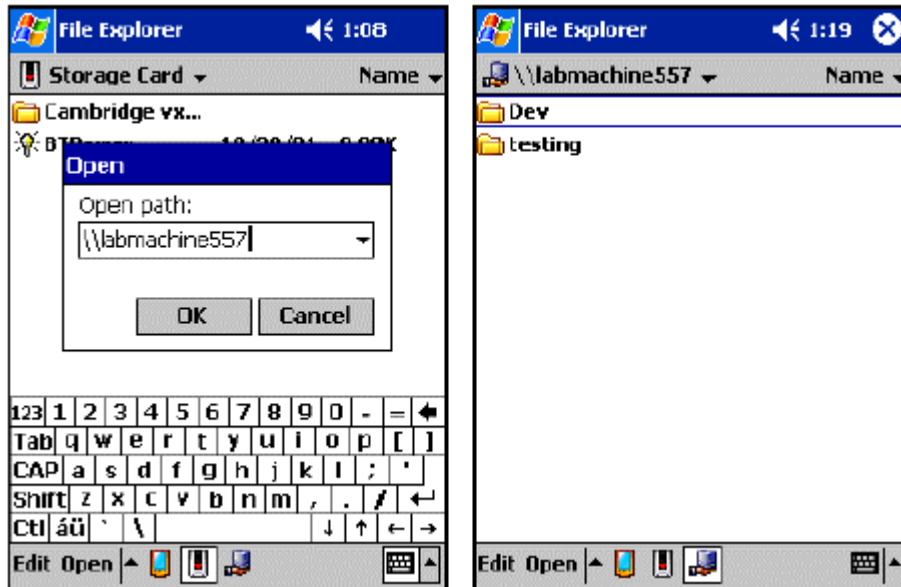 File Explorer 1:08
Storage Card Name
Cambridge vx...
Open
Open path:
\\labmachine557
OK Cancel
123 1 2 3 4 5 6 7 8 9 0 - =
Tab q w e r t y u i o p [ ]
CAP a s d f g h j k l ; '
Shift z x c v b n m , . /
Ctl áü ` \
Edit Open
File Explorer 1:19
\\labmachine557 Name
Dev
testing
Edit Open